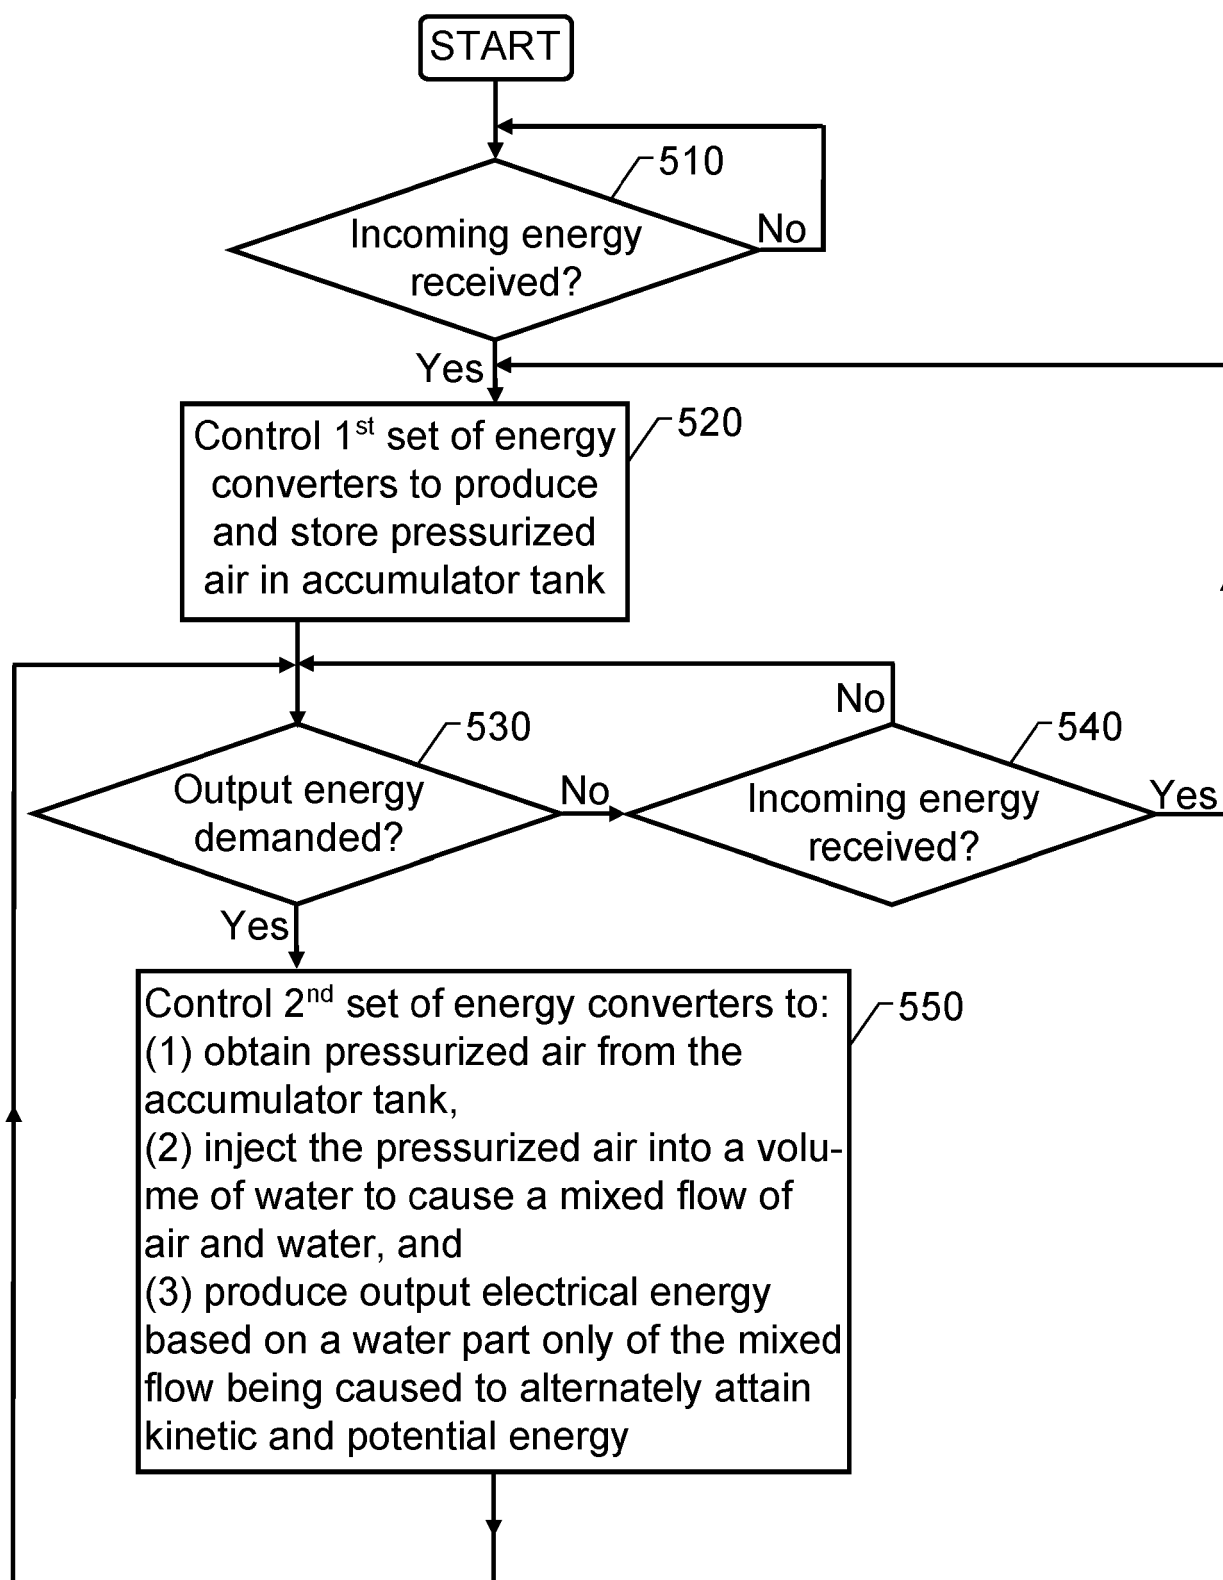 START
510
Incoming energy
received?
No
Yes
520
Control 1st set of energy
converters to produce
and store pressurized
air in accumulator tank
530
Output energy
demanded?
No
540
Incoming energy
received?
No
Yes
Yes
550
Control 2nd set of energy converters to:
(1) obtain pressurized air from the
accumulator tank,
(2) inject the pressurized air into a volu-
me of water to cause a mixed flow of
air and water, and
(3) produce output electrical energy
based on a water part only of the mixed
flow being caused to alternately attain
kinetic and potential energy